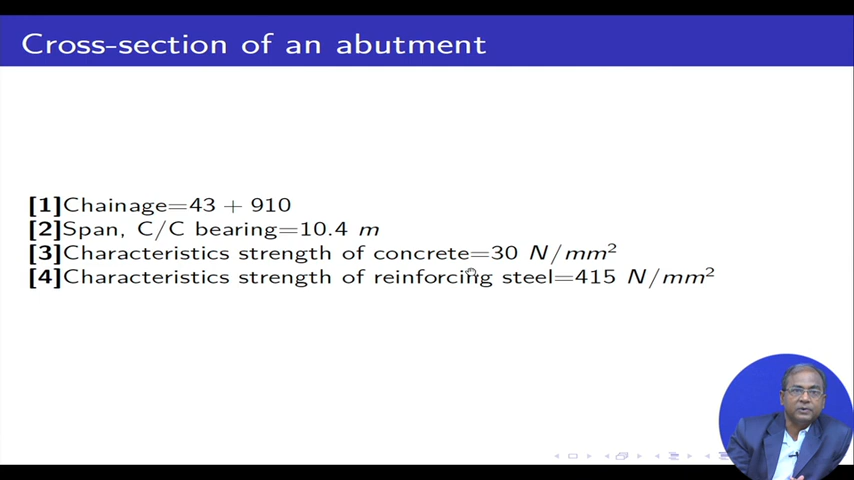 Cross-section of an abutment
[1]Chainage=43 + 910
[2]Span, C/C bearing=10.4 m
[3]Characteristics strength of concrete=30 N/mm²
[4]Characteristics strength of reinforcing steel=415 N/mm²